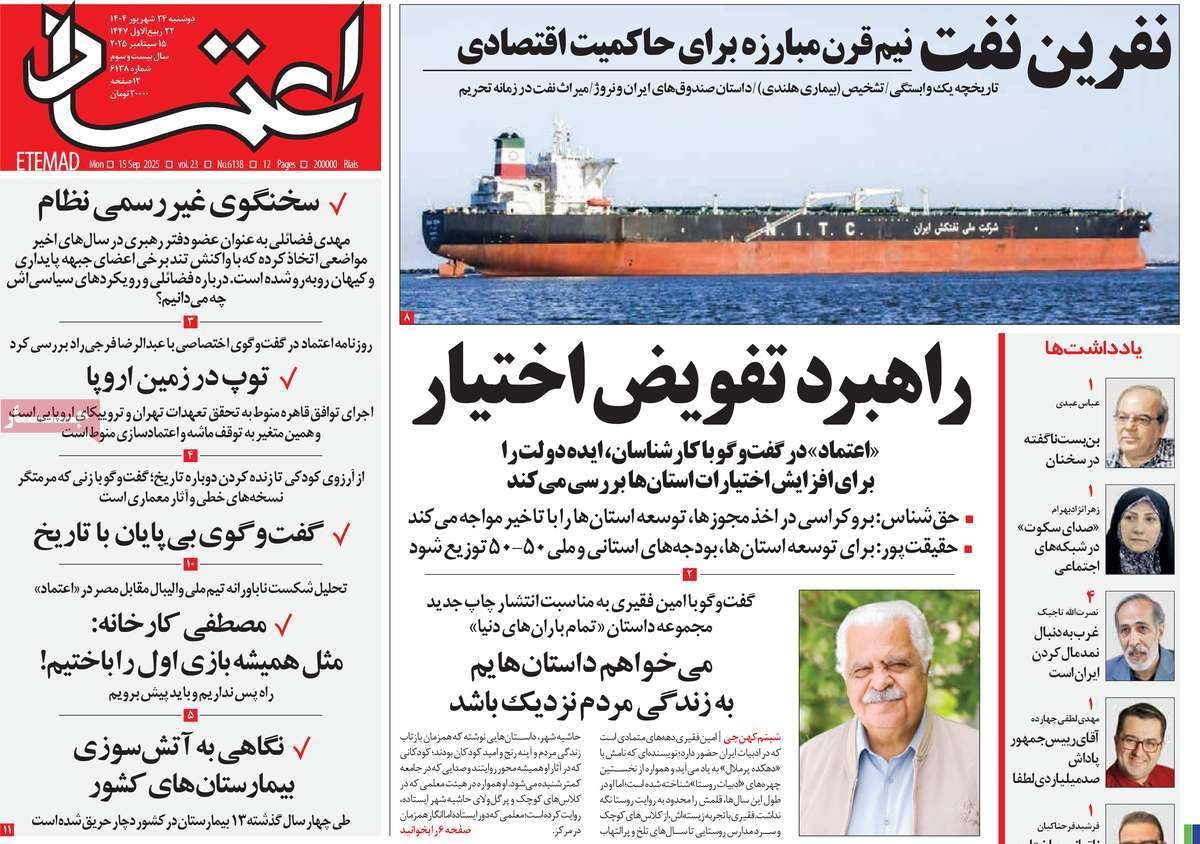 اعتماد
دوشنبه ۲۴ شهریور ۱۴۰۴
۲۲ ربیع‌الاول ۱۴۴۷
۱۵ سپتامبر ۲۰۲۵
سال بیست و سوم
شماره ۶۱۳۸
۱۲ صفحه
۲۰۰۰۰ تومان
ETEMAD Mon 15 Sep 2025 vol. 23 No.6138 12 Pages 200000 Rials
نفرین نفت نیم قرن مبارزه برای حاکمیت اقتصادی
تاریخچه یک وابستگی/ تشخیص (بیماری هلندی) / داستان صندوق‌های ایران و نروژ/ میراث نفت در زمانه تحریم
N.I.T.C. شرکت ملی نفتکش ایران
۸
راهبرد تفویض اختیار
«اعتماد» در گفت‌و‌گو با کارشناسان، ایده دولت را
برای افزایش اختیارات استان‌ها بررسی می‌کند
حق‌شناس: بروکراسی در اخذ مجوزها، توسعه استان‌ها را با تاخیر مواجه می‌کند
حقیقت‌پور: برای توسعه استان‌ها، بودجه‌های استانی و ملی ۵۰-۵۰ توزیع شود
۲
گفت‌و‌گو با امین فقیری به مناسبت انتشار چاپ جدید
مجموعه داستان «تمام باران‌های دنیا»
می‌خواهم داستان‌هایم
به زندگی مردم نزدیک باشد
شبنم کهن‌چی | امین فقیری دهه‌های متمادی است
که در ادبیات ایران حضور دارد؛ نویسنده‌ای که نامش با
«دهکده پرملال» به یاد می‌آید و همواره از نخستین
چهره‌های «ادبیات روستا» شناخته شده است؛ اما او در
طول این سال‌ها، قلمش را محدود به روایت روستا نگه
نداشت. فقیری با تجربه زیسته‌اش، از کلاس‌های کوچک
و سرد مدارس روستایی تا سال‌های تلخ و پرالتهاب
حاشیه شهر، داستان‌هایی نوشته که همزمان بازتاب
زندگی مردم و آینه رنج و امید کودکان بودند؛ کودکانی
که در آثار او همیشه محور روایتند و صدایی که در جامعه
کمتر شنیده می‌شود. او همواره در هیئت معلمی که در
کلاس‌های کوچک و پر گل‌ولای حاشیه شهر ایستاده،
روایت کرده است؛ معلمی که دور ایستاده اما انگار همزمان
در مرکز. صفحه ۶ را بخوانید
یادداشت‌ها
۱
عباس عبدی
بن‌بست ناگفته
در سخنان
۱
زهرا نژادبهرام
«صدای سکوت»
در شبکه‌های
اجتماعی
۴
نصرت‌الله تاجیک
غرب به دنبال
نمدمال کردن
ایران است
۱
مهدی لطفی چهارده
آقای رییس‌جمهور
پاداش
صد میلیاردی لطفا
۱
فرشید فرحناکیان
سخنگوی غیر رسمی نظام
مهدی فضائلی به عنوان عضو دفتر رهبری در سال‌های اخیر
مواضعی اتخاذ کرده که با واکنش تند برخی اعضای جبهه پایداری
و کیهان روبه‌رو شده است. درباره فضائلی و رویکردهای سیاسی‌اش
چه می‌دانیم؟
۳
روزنامه اعتماد در گفت‌و‌گوی اختصاصی با عبدالرضا فرجی‌راد بررسی کرد
توپ در زمین اروپا
اجرای توافق قاهره منوط به تحقق تعهدات تهران و تروییکای اروپایی است
و همین متغیر به توقف ماشه و اعتمادسازی منوط است
۴
از آرزوی کودکی تا زنده کردن دوباره تاریخ؛ گفت‌و‌گو با زنی که مرمتگر
نسخه‌های خطی و آثار معماری است
گفت‌و‌گوی بی‌پایان با تاریخ
۱۰
تحلیل شکست ناباورانه تیم ملی والیبال مقابل مصر در «اعتماد»
مصطفی کارخانه:
مثل همیشه بازی اول را باختیم!
راه پس نداریم و باید پیش برویم
۵
نگاهی به آتش‌سوزی
بیمارستان‌های کشور
طی چهار سال گذشته ۱۳ بیمارستان در کشور دچار حریق شده است
۱۱